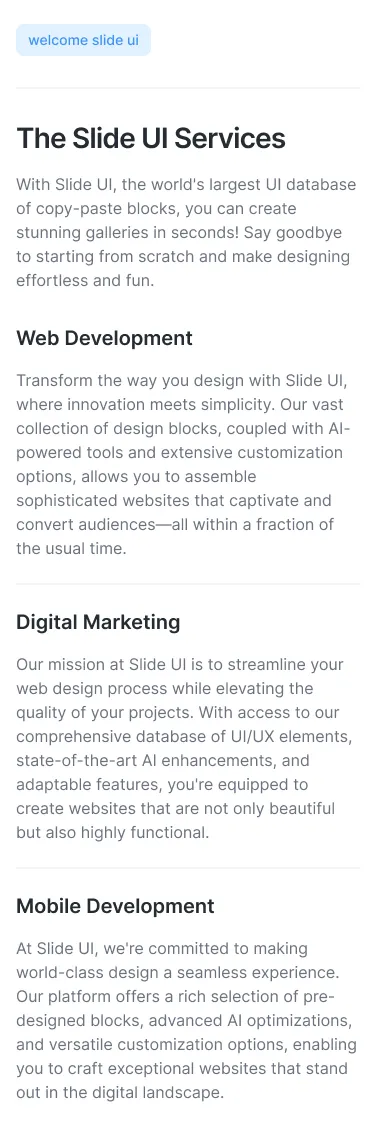 welcome slide ui
The Slide UI Services
With Slide UI, the world's largest UI database
of copy-paste blocks, you can create
stunning galleries in seconds! Say goodbye
to starting from scratch and make designing
effortless and fun.
Web Development
Transform the way you design with Slide UI,
where innovation meets simplicity. Our vast
collection of design blocks, coupled with AI-
powered tools and extensive customization
options, allows you to assemble
sophisticated websites that captivate and
convert audiences—all within a fraction of
the usual time.
Digital Marketing
Our mission at Slide UI is to streamline your
web design process while elevating the
quality of your projects. With access to our
comprehensive database of UI/UX elements,
state-of-the-art AI enhancements, and
adaptable features, you're equipped to
create websites that are not only beautiful
but also highly functional.
Mobile Development
At Slide UI, we're committed to making
world-class design a seamless experience.
Our platform offers a rich selection of pre-
designed blocks, advanced AI optimizations,
and versatile customization options, enabling
you to craft exceptional websites that stand
out in the digital landscape.